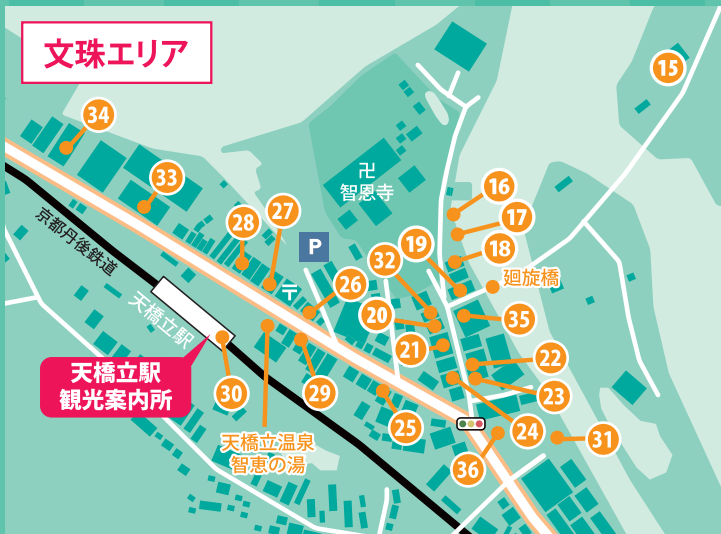 文珠エリア
15
34
33
卍
智恩寺
16
17
18
28
27
P
19
32
廻旋橋
京都丹後鉄道
〒
26
20
35
天橋立駅
21
22
天橋立駅
観光案内所
30
29
23
25
24
31
天橋立温泉
智恵の湯
36